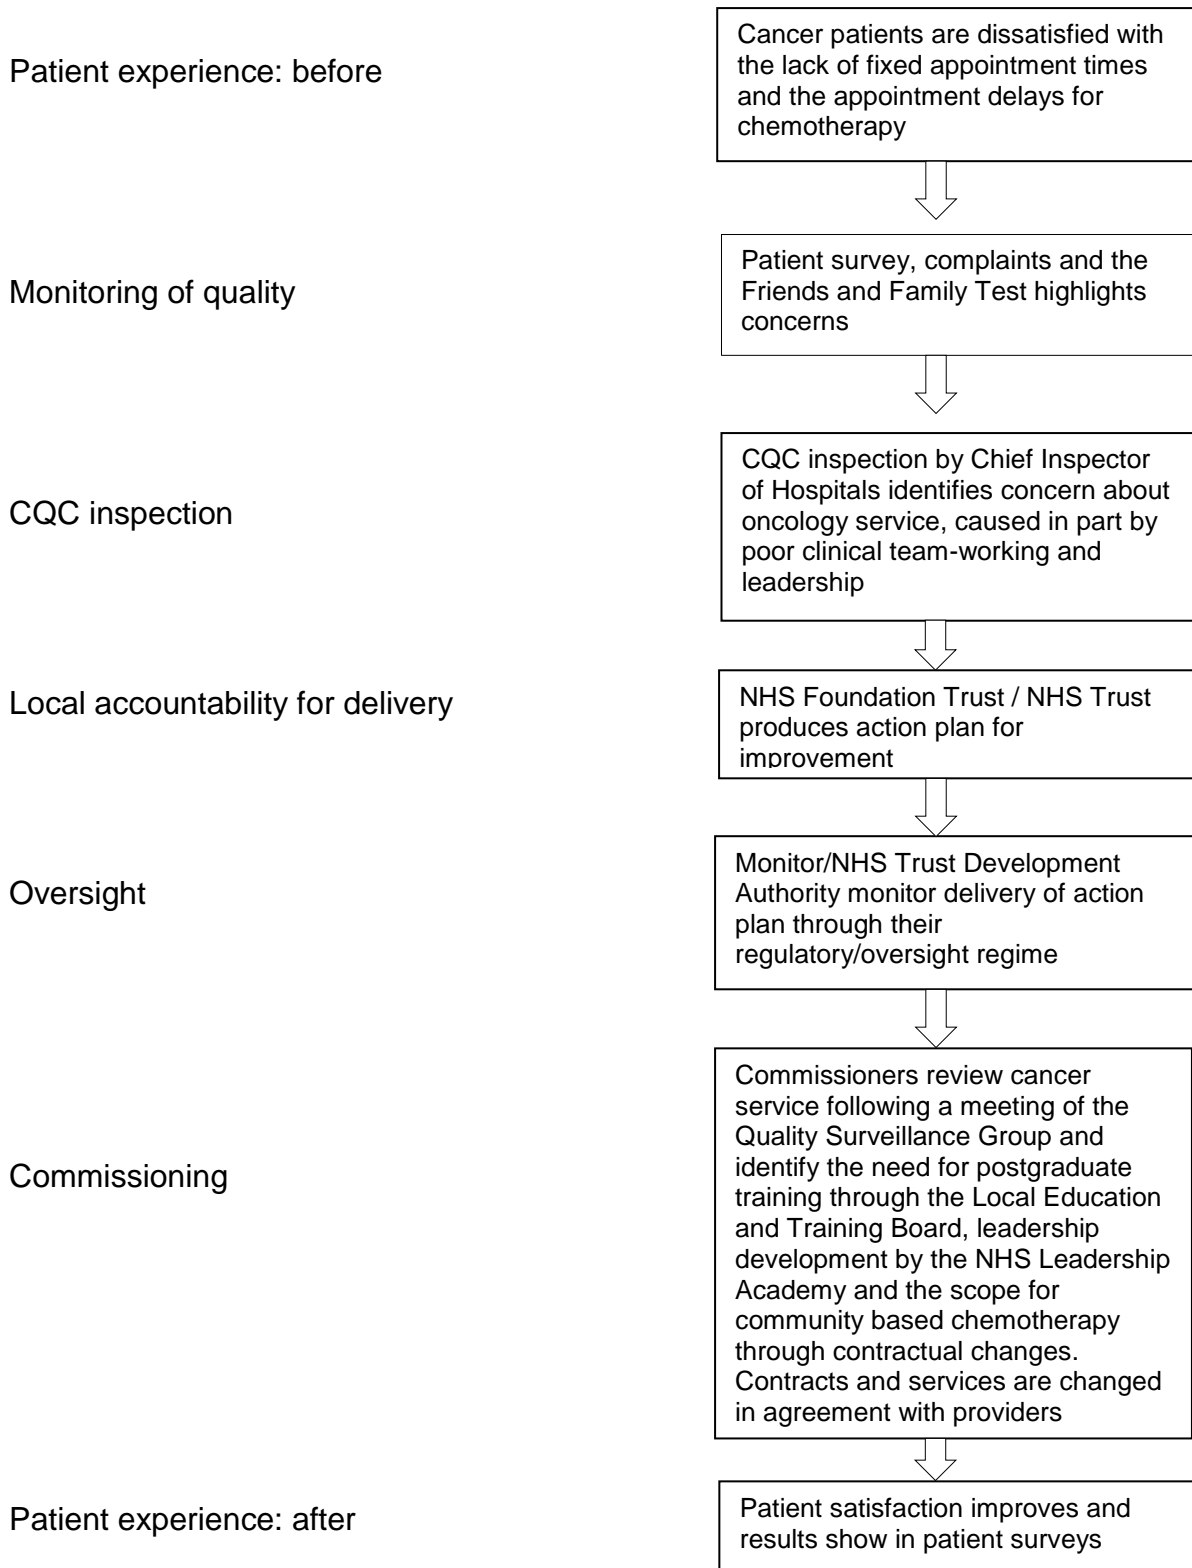 Patient experience: before
Cancer patients are dissatisfied with
the lack of fixed appointment times
and the appointment delays for
chemotherapy
Monitoring of quality
Patient survey, complaints and the
Friends and Family Test highlights
concerns
CQC inspection
CQC inspection by Chief Inspector
of Hospitals identifies concern about
oncology service, caused in part by
poor clinical team-working and
leadership
Local accountability for delivery
NHS Foundation Trust / NHS Trust
produces action plan for
improvement
Oversight
Monitor/NHS Trust Development
Authority monitor delivery of action
plan through their
regulatory/oversight regime
Commissioning
Commissioners review cancer
service following a meeting of the
Quality Surveillance Group and
identify the need for postgraduate
training through the Local Education
and Training Board, leadership
development by the NHS Leadership
Academy and the scope for
community based chemotherapy
through contractual changes.
Contracts and services are changed
in agreement with providers
Patient experience: after
Patient satisfaction improves and
results show in patient surveys